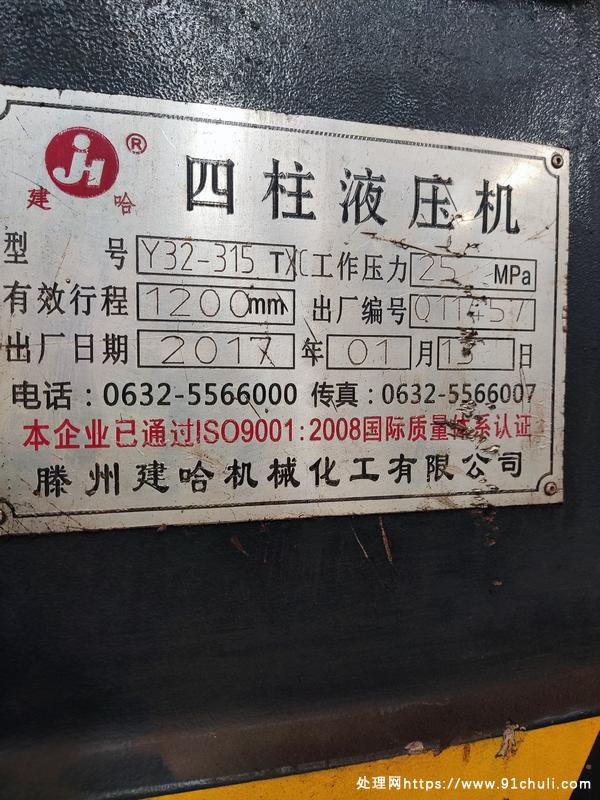 JH®
建哈
四柱液压机
型号 Y32-315 TXC 工作压力 25 MPa
有效行程 1200mm 出厂编号
出厂日期 2017 年 01 月 日
电话：0632-5566000 传真：0632-5566007
本企业已通过ISO9001:2008国际质量体系认证
滕州建哈机械化工有限公司
处理网https://www.91chuli.com